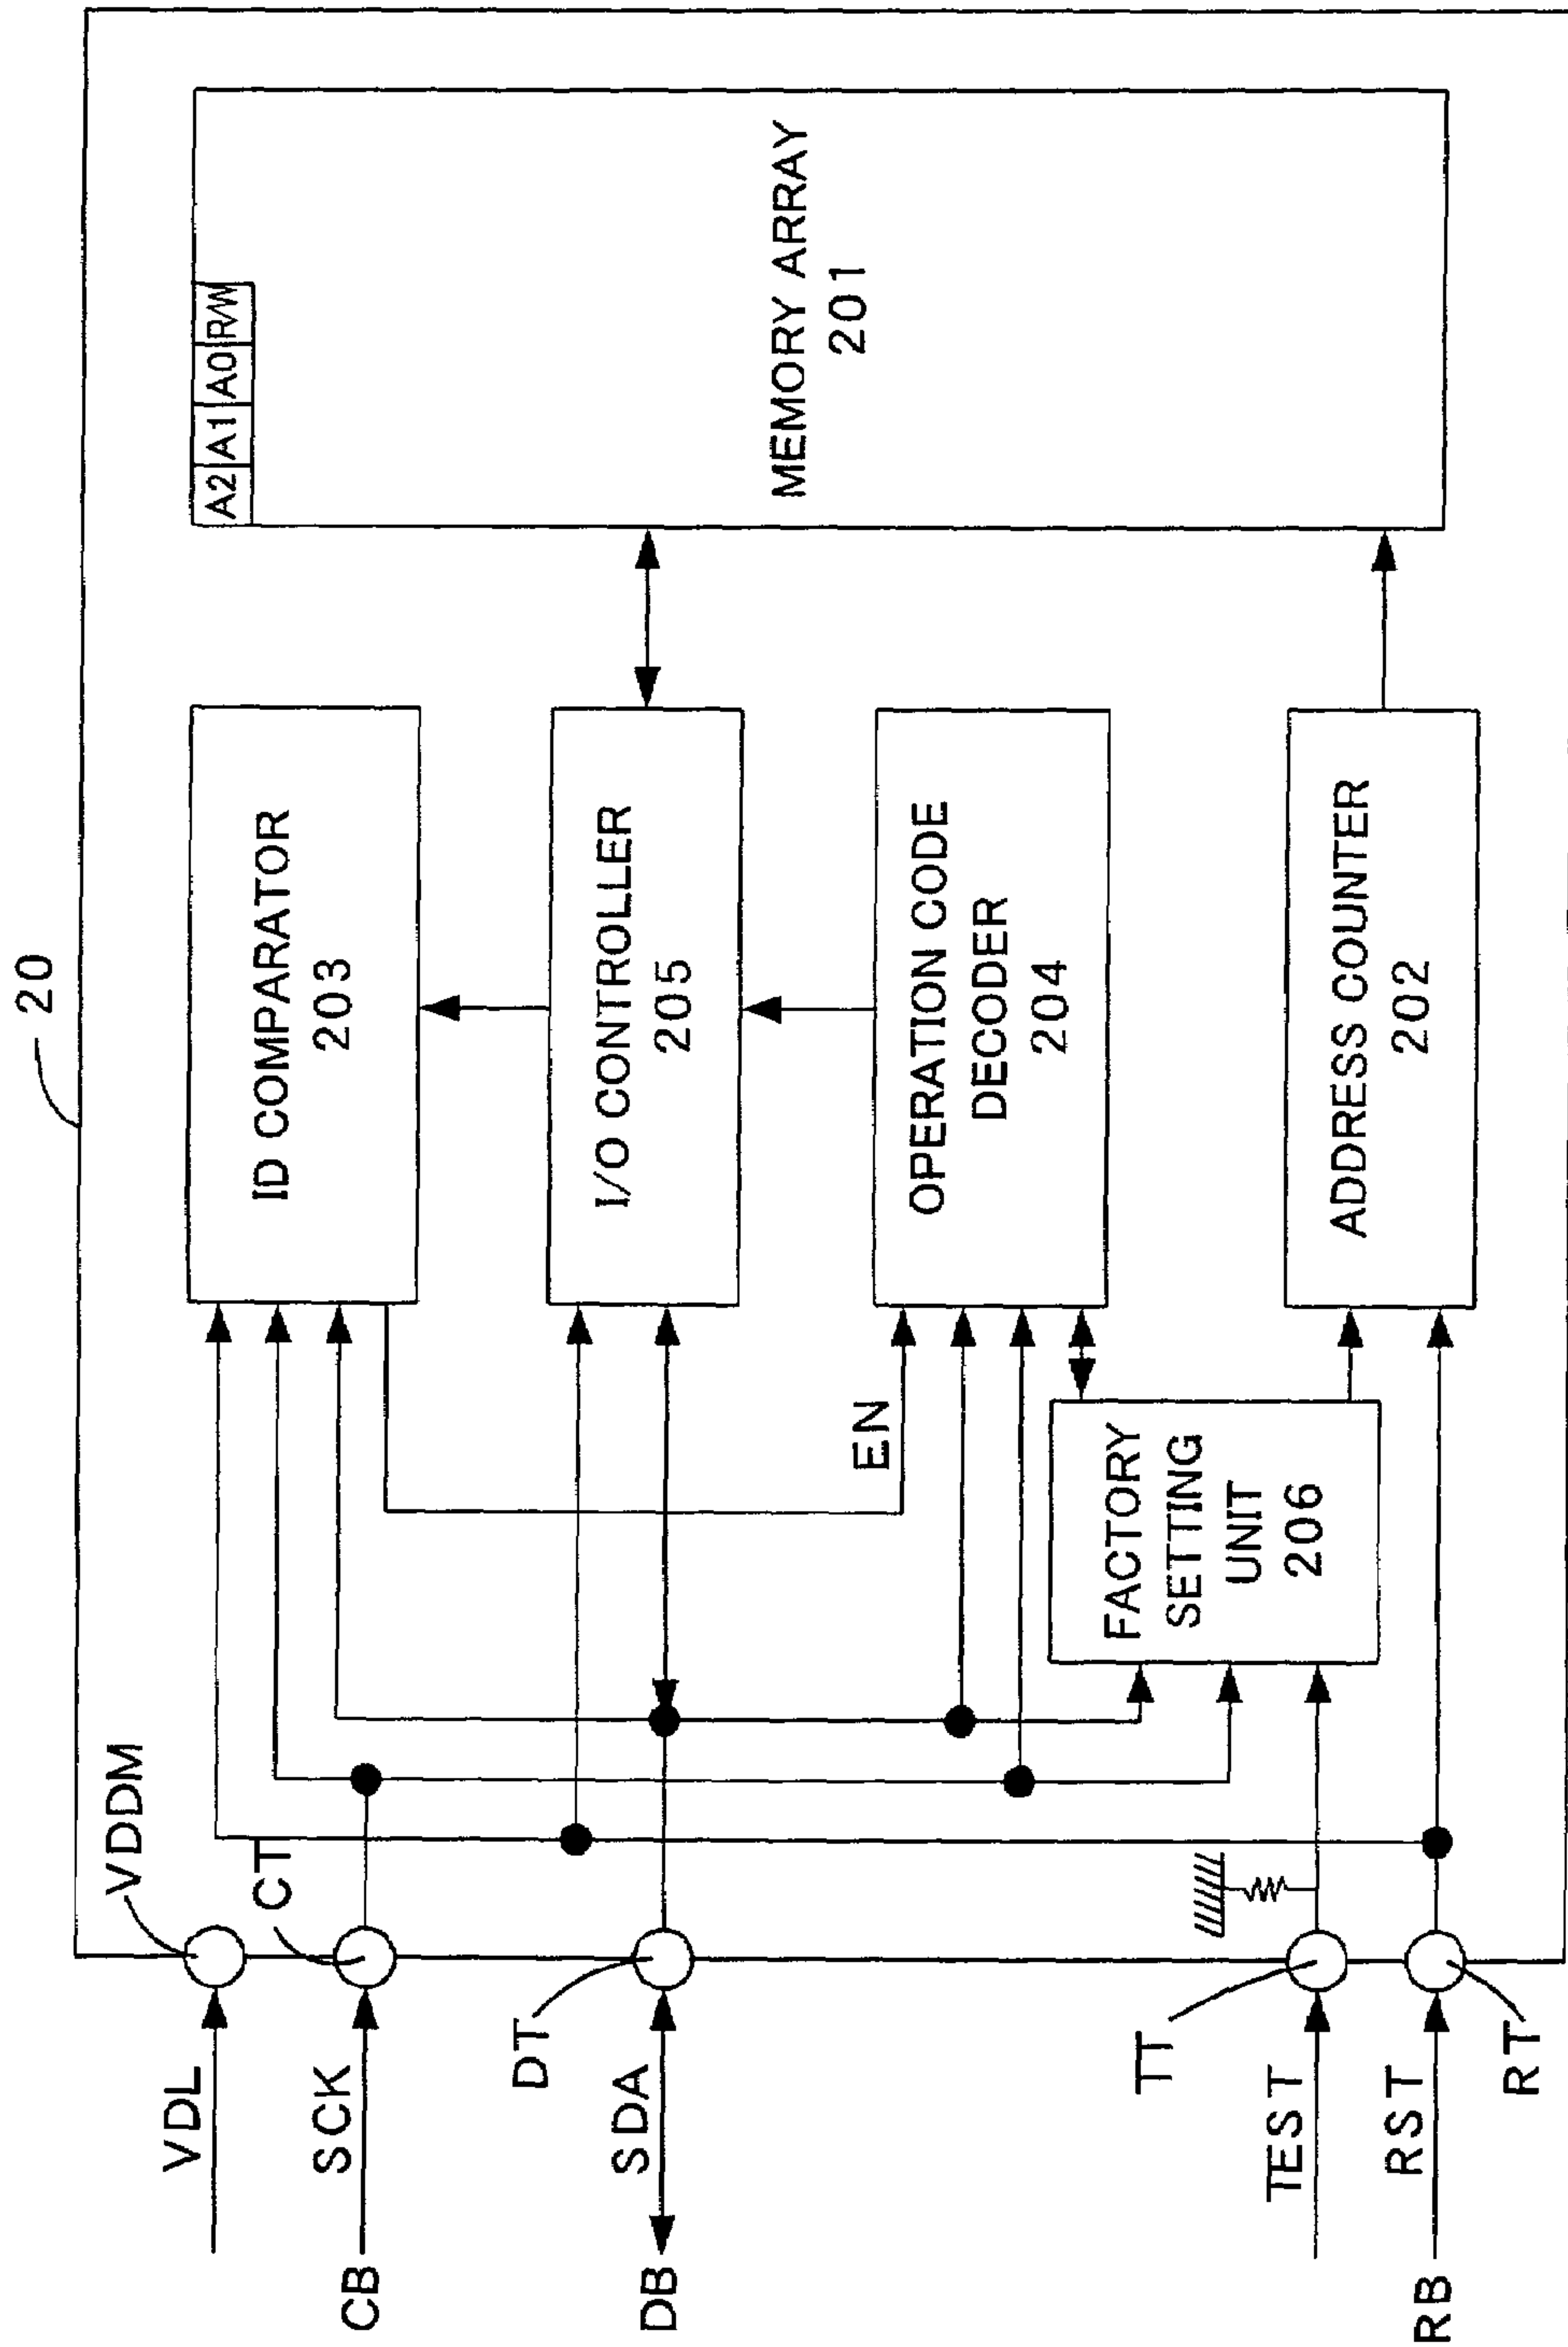 20
VDL
VDDM
CB
SCK
CT
DB
SDA
DT
TEST
TT
RB
RST
RT
ID COMPARATOR
203
I/O CONTROLLER
205
EN
OPERATION CODE
DECODER
204
FACTORY
SETTING
UNIT
206
ADDRESS COUNTER
202
A2 A1 A0 R/W
MEMORY ARRAY
201